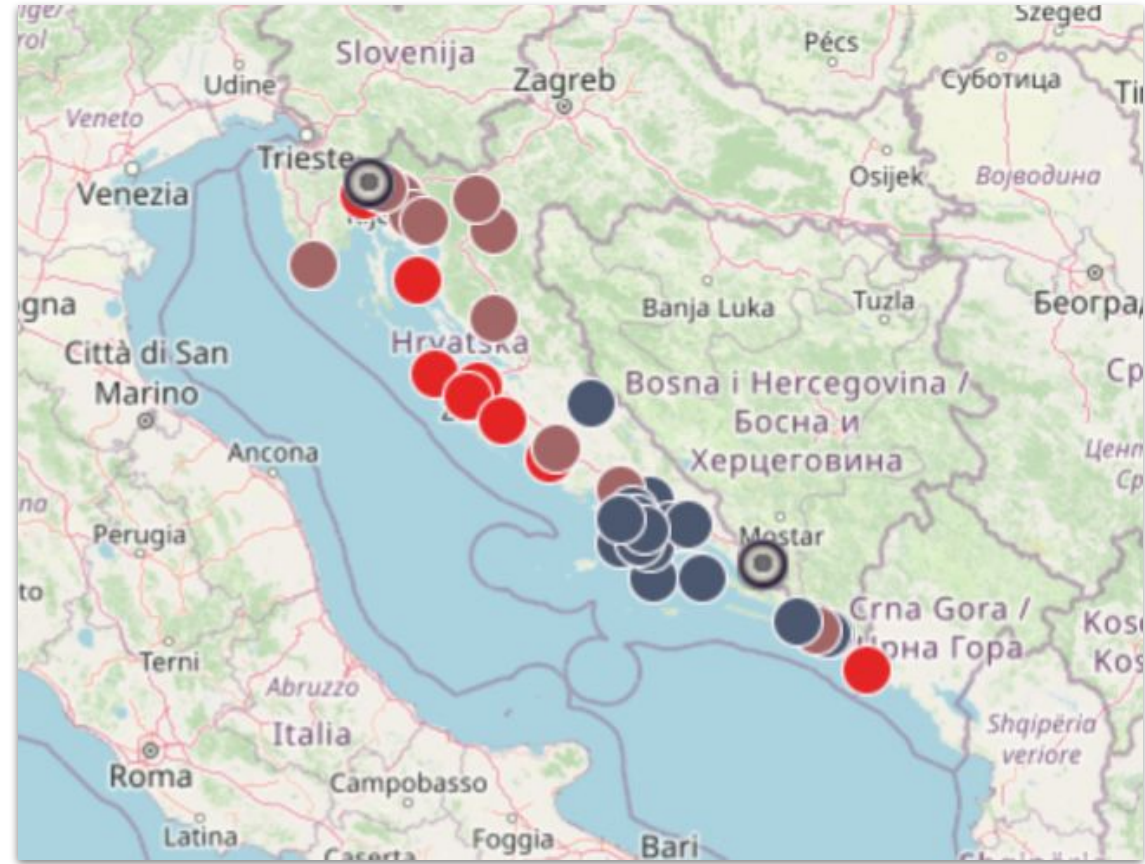 Szeged
Slovenija
Pécs
Udine
Zagreb
Суботица
Veneto
Trieste
Venezia
Osijek
Војводина
Banja Luka
Tuzla
Београ
Hrvatska
Città di San
Marino
Bosna i Hercegovina /
Босна и
Херцеговина
Ancona
Perugia
Mostar
Terni
Crna Gora /
рна Гора
Abruzzo
Italia
Shqipëria
veriore
Roma
Campobasso
Latina
Foggia
Bari
Caserta